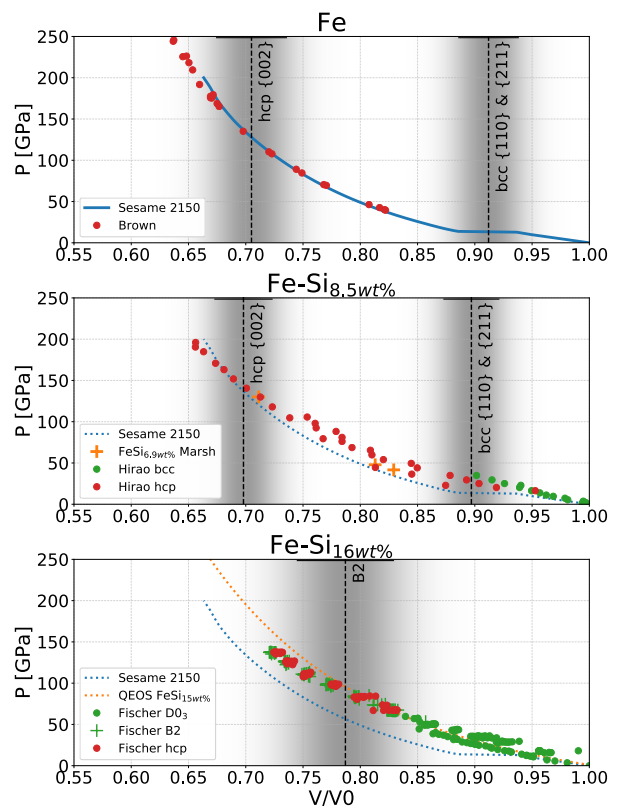 Fe
250
200
150
100
50
0
P [GPa]
hcp {002}
bcc {110} & {211}
Sesame 2150
Brown
0.55 0.60 0.65 0.70 0.75 0.80 0.85 0.90 0.95 1.00
Fe-Si8.5wt%
250
200
150
100
50
0
P [GPa]
hcp {002}
bcc {110} & {211}
Sesame 2150
FeSi6.9wt% Marsh
Hirao bcc
Hirao hcp
0.55 0.60 0.65 0.70 0.75 0.80 0.85 0.90 0.95 1.00
Fe-Si16wt%
250
200
150
100
50
0
P [GPa]
B2
Sesame 2150
QEOS FeSi15wt%
Fischer D03
Fischer B2
Fischer hcp
0.55 0.60 0.65 0.70 0.75 0.80 0.85 0.90 0.95 1.00
V/V0